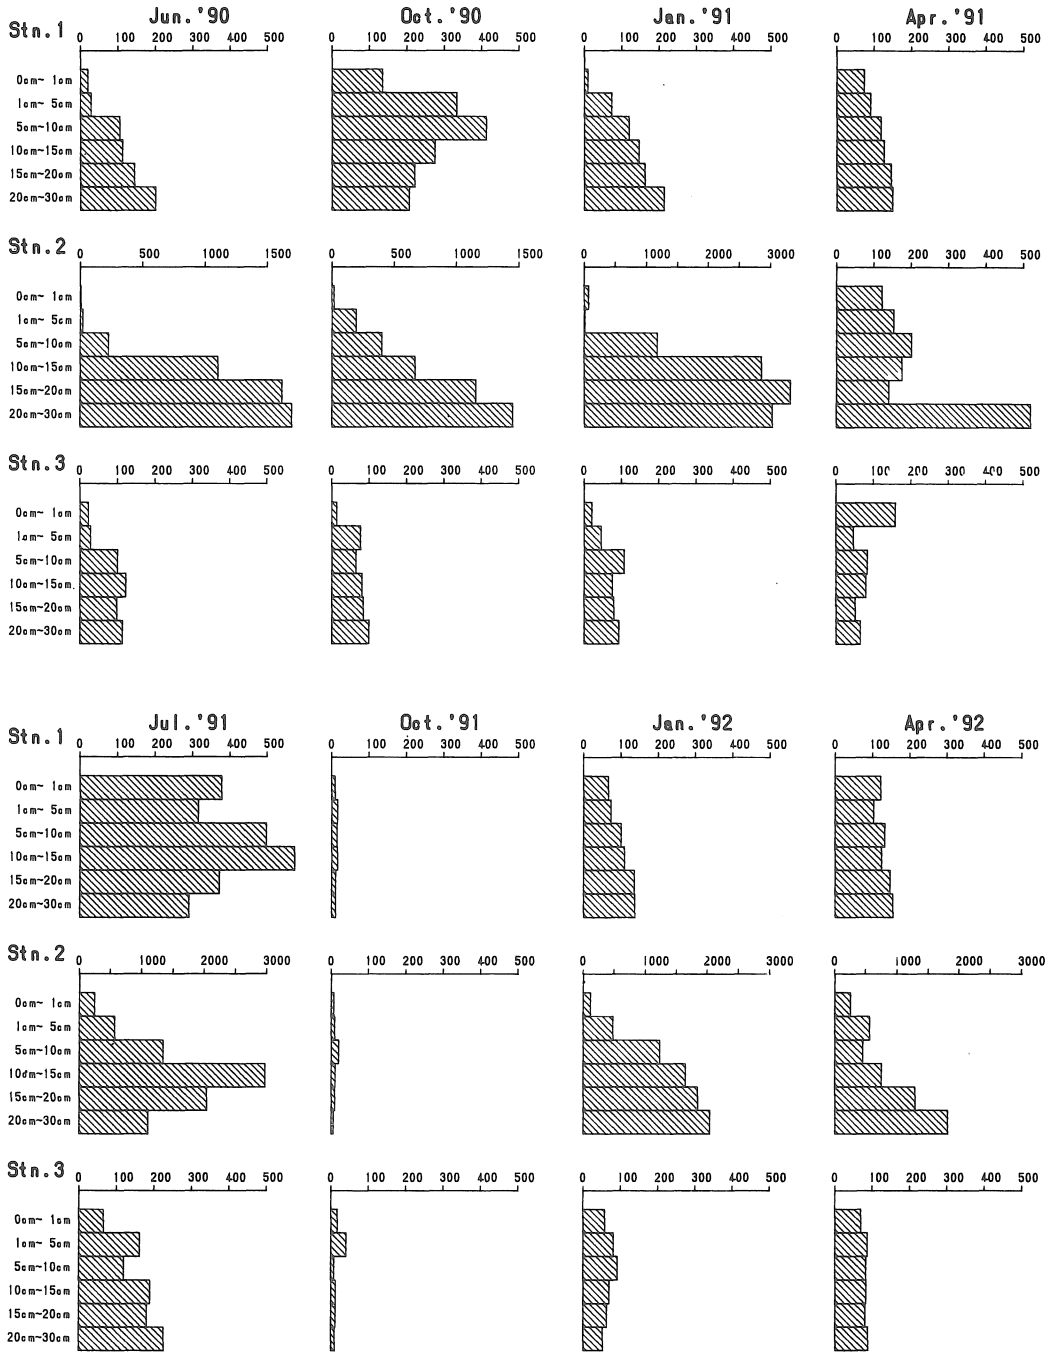 Jun.'90 Oct.'90 Jan.'91 Apr.'91
Stn.1 0 100 200 300 400 500 0 100 200 300 400 500 0 100 200 300 400 500 0 100 200 300 400 500
0cm~ 1cm
1cm~ 5cm
5cm~10cm
10cm~15cm
15cm~20cm
20cm~30cm
Stn.2 0 500 1000 1500 0 500 1000 1500 0 1000 2000 3000 0 100 200 300 400 500
0cm~ 1cm
1cm~ 5cm
5cm~10cm
10cm~15cm
15cm~20cm
20cm~30cm
Stn.3 0 100 200 300 400 500 0 100 200 300 400 500 0 100 200 300 400 500 0 100 200 300 400 500
0cm~ 1cm
1cm~ 5cm
5cm~10cm
10cm~15cm
15cm~20cm
20cm~30cm
Jul.'91 Oct.'91 Jan.'92 Apr.'92
Stn.1 0 100 200 300 400 500 0 100 200 300 400 500 0 100 200 300 400 500 0 100 200 300 400 500
0cm~ 1cm
1cm~ 5cm
5cm~10cm
10cm~15cm
15cm~20cm
20cm~30cm
Stn.2 0 1000 2000 3000 0 100 200 300 400 500 0 1000 2000 3000 0 1000 2000 3000
0cm~ 1cm
1cm~ 5cm
5cm~10cm
10cm~15cm
15cm~20cm
20cm~30cm
Stn.3 0 100 200 300 400 500 0 100 200 300 400 500 0 100 200 300 400 500 0 100 200 300 400 500
0cm~ 1cm
1cm~ 5cm
5cm~10cm
10cm~15cm
15cm~20cm
20cm~30cm